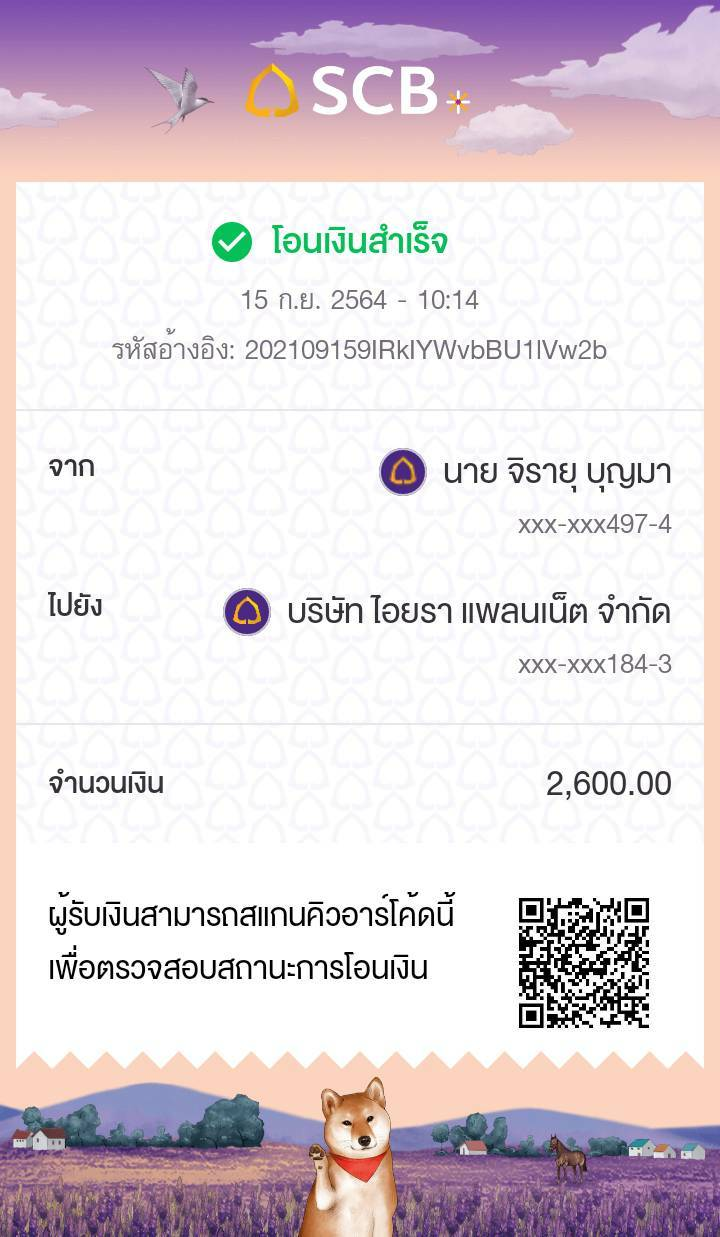 SCB
โอนเงินสำเร็จ
15 ก.ย. 2564 - 10:14
รหัสอ้างอิง: 202109159IRkIYWvbBU1lVw2b
จาก
นาย จิรายุ บุญมา
xxx-xxx497-4
ไปยัง
บริษัท ไอยรา แพลนเน็ต จำกัด
xxx-xxx184-3
จำนวนเงิน
2,600.00
ผู้รับเงินสามารถสแกนคิวอาร์โค้ดนี้
เพื่อตรวจสอบสถานะการโอนเงิน